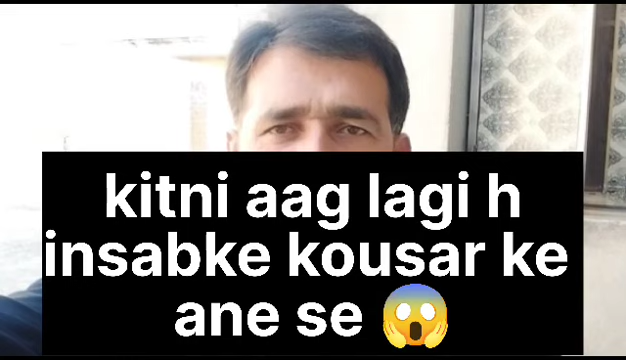 kitni aag lagi h
insabke kousar ke
ane se 😱